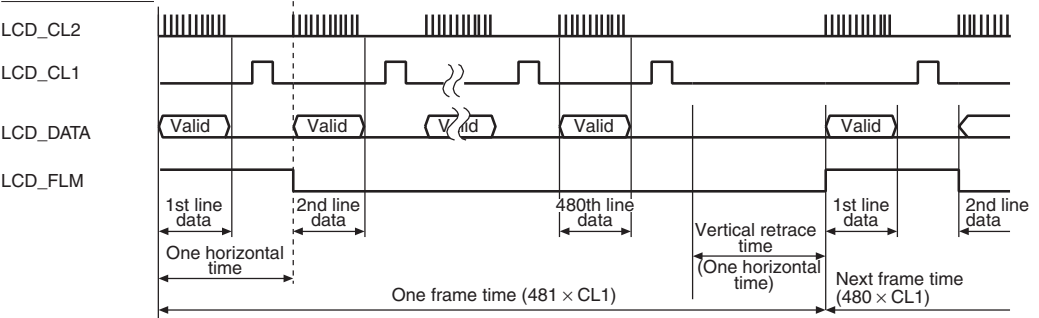 LCD_CL2
LCD_CL1
LCD_DATA
Valid
Valid
Valid
Valid
Valid
LCD_FLM
1st line
data
2nd line
data
480th line
data
1st line
data
2nd line
data
One horizontal
time
Vertical retrace
time
(One horizontal
time)
One frame time (481 × CL1)
Next frame time
(480 × CL1)